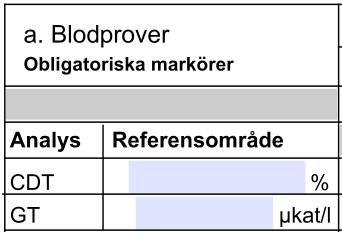 a. Blodprover
Obligatoriska markörer
Analys Referensområde
CDT %
GT µkat/l